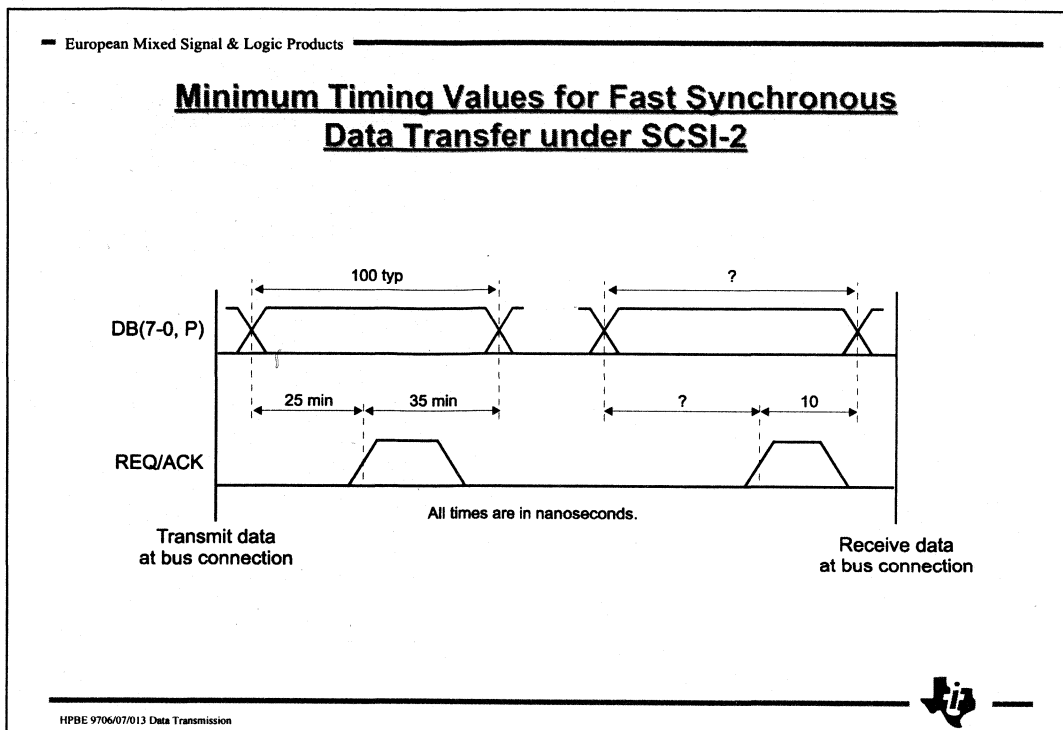 European Mixed Signal & Logic Products
Minimum Timing Values for Fast Synchronous
Data Transfer under SCSI-2
100 typ
?
DB(7-0, P)
25 min
35 min
?
10
REQ/ACK
All times are in nanoseconds.
Transmit data
at bus connection
Receive data
at bus connection
HPBE 9706/07/013 Data Transmission